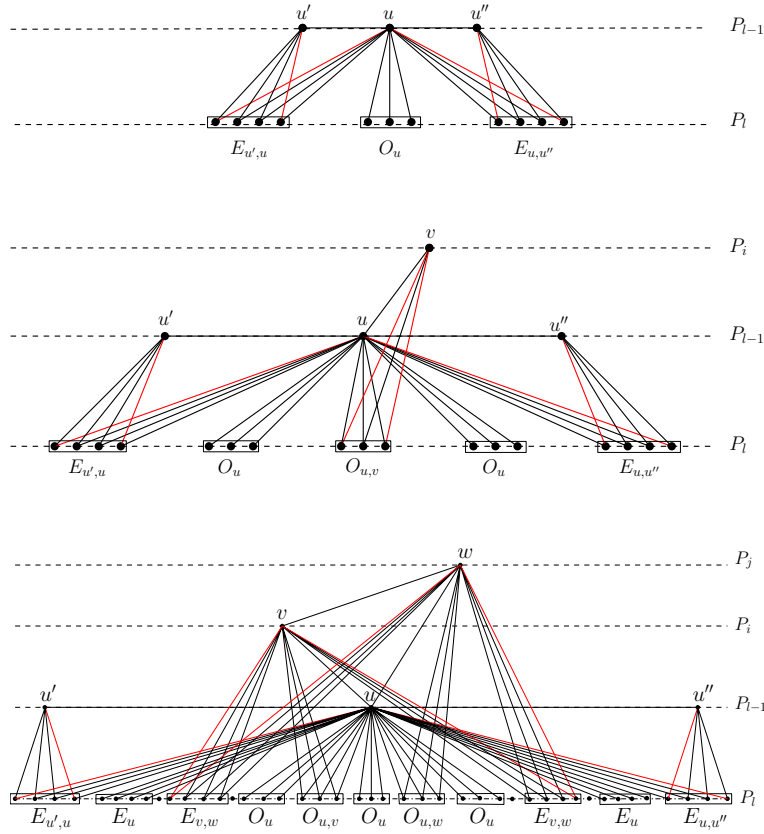 u′ u u″ P_{l−1}
P_l
E_{u′,u} O_u E_{u,u″}
v P_i
u′ u u″ P_{l−1}
P_l
E_{u′,u} O_u O_{u,v} O_u E_{u,u″}
w P_j
v P_i
u′ u u″ P_{l−1}
P_l
E_{u′,u} E_u E_{v,w} O_u O_{u,v} O_u O_{u,w} O_u E_{v,w} E_u E_{u,u″}